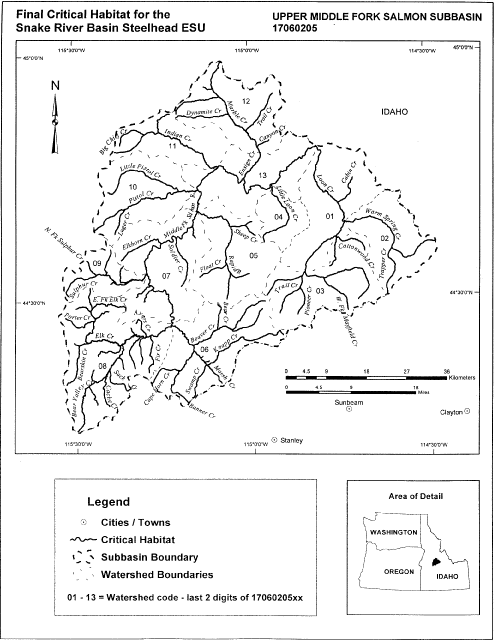 Final Critical Habitat for the
Snake River Basin Steelhead ESU
UPPER MIDDLE FORK SALMON SUBBASIN
17060205
115°30'0"W
115°0'0"W
114°30'0"W
45°0'0"N
45°0'0"N
N
IDAHO
12
Dynamite Cr
Marble Cr
Trail Cr
Big Chief Cr
Indian Cr
Canyon Cr
11
Little Pistol Cr
13
10
Pistol Cr
Loon Cr
Cabin Cr
Warm Spring Cr
04
01
02
Elkhorn Cr
Middle Fk Salmon R
Sheep Cr
Cottonwood Cr
Trapper Cr
N. Fk Sulphur Cr
05
09
07
Float Cr
Rapid R
Sulphur Cr
Trail Cr
44°30'0"N
44°30'0"N
E. Fk Elk Cr
03
Pioneer Cr
Porter Cr
Bear Cr
W Fk Mayfield Cr
Elk Cr
Beaver Cr
Knapp Cr
06
Fir Cr
Bearskin Cr
08
Marsh Cr
Swamp Cr
Cape Horn Cr
Bear Valley Cr
Banner Cr
0 4.5 9 18 27 36
Kilometers
0 4.5 9 18
Miles
Sunbeam
Clayton
Stanley
115°30'0"W
115°0'0"W
114°30'0"W
Legend
Cities / Towns
Critical Habitat
Subbasin Boundary
Watershed Boundaries
01 - 13 = Watershed code - last 2 digits of 17060205xx
Area of Detail
WASHINGTON
OREGON
IDAHO